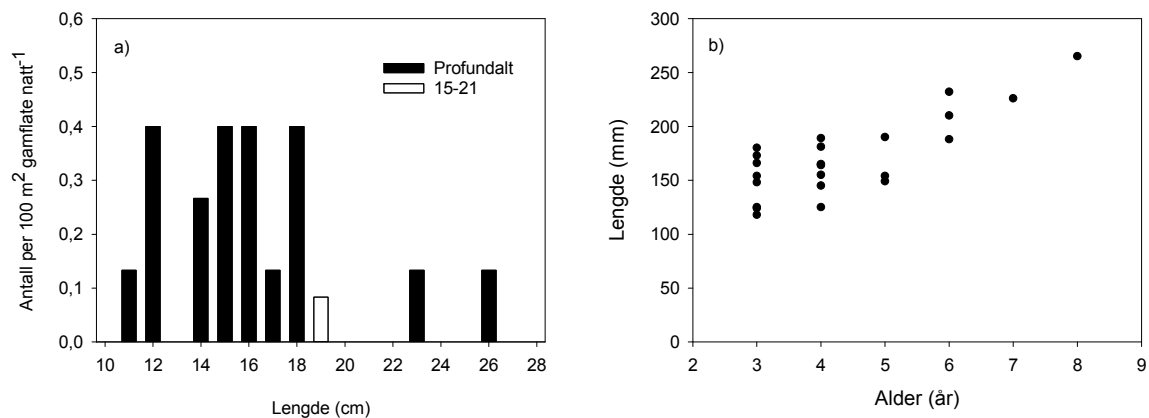 a)
Profundalt
15-21
Antall per 100 m² garnflate natt⁻¹
0,6
0,5
0,4
0,3
0,2
0,1
0,0
10 12 14 16 18 20 22 24 26 28
Lengde (cm)
b)
Lengde (mm)
300
250
200
150
100
50
0
2 3 4 5 6 7 8 9
Alder (år)